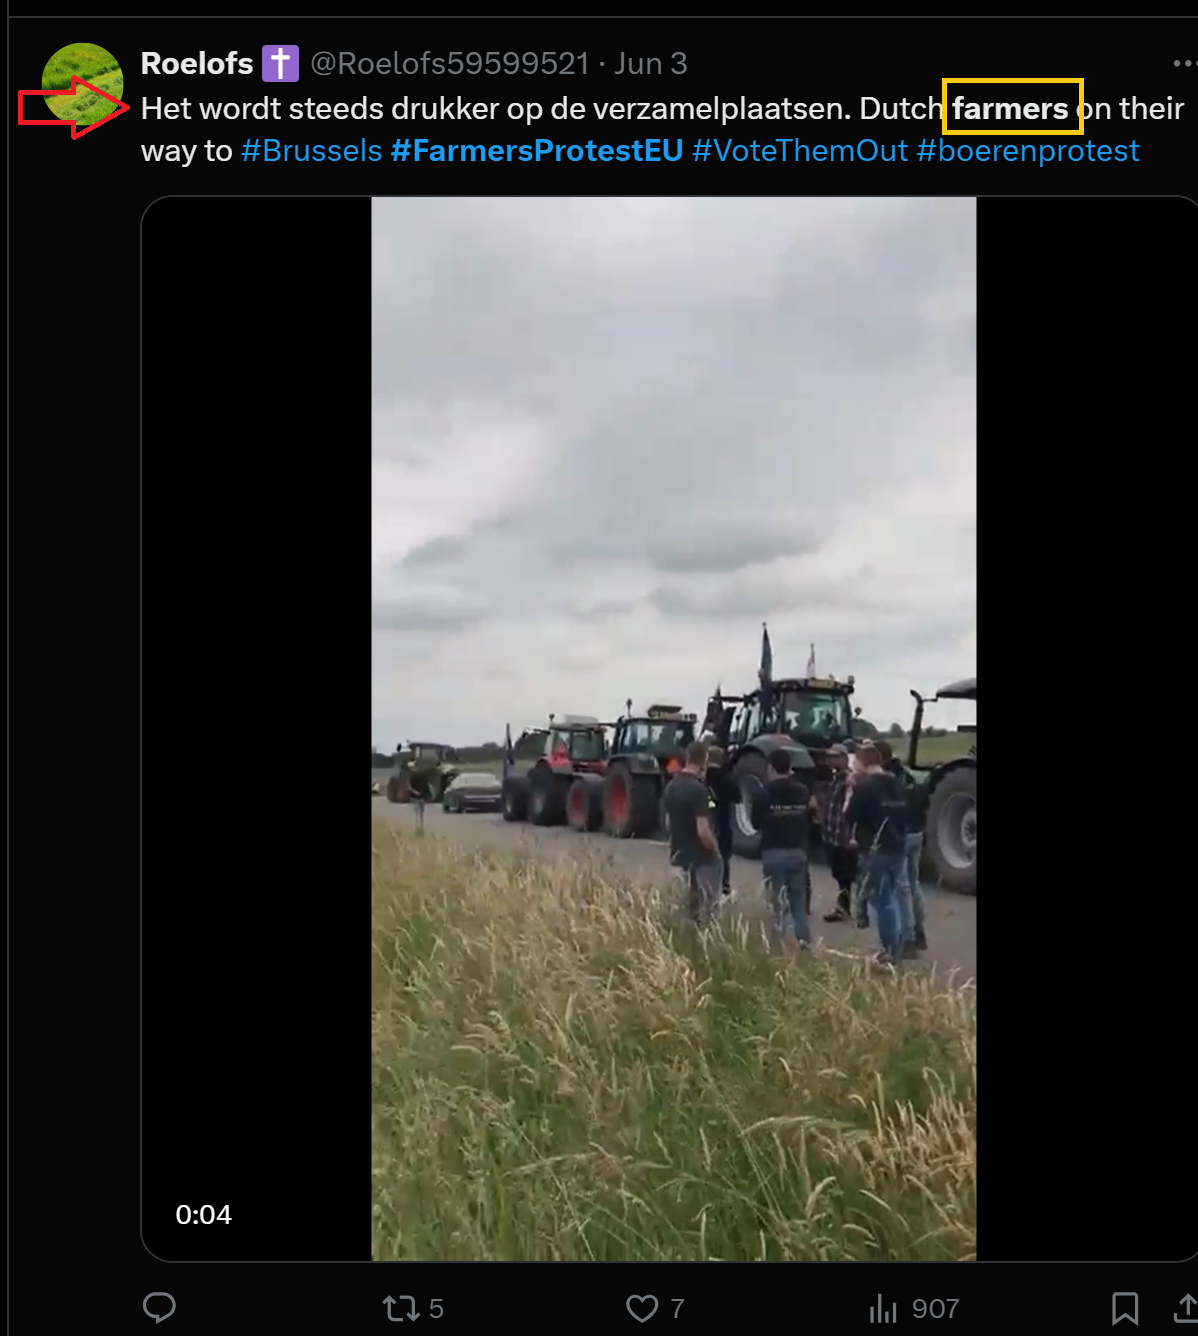 Roelofs ✝️ @Roelofs59599521 · Jun 3
Het wordt steeds drukker op de verzamelplaatsen. Dutch farmers on their
way to #Brussels #FarmersProtestEU #VoteThemOut #boerenprotest
0:04
5 7 907